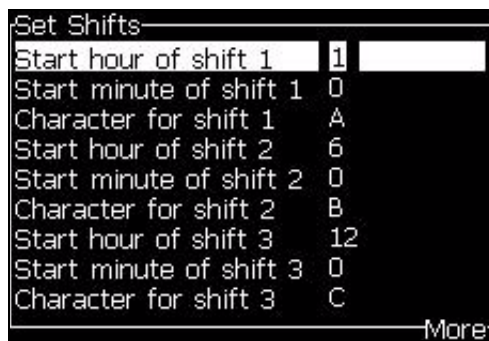 Set Shifts
Start hour of shift 1 1
Start minute of shift 1 0
Character for shift 1 A
Start hour of shift 2 6
Start minute of shift 2 0
Character for shift 2 B
Start hour of shift 3 12
Start minute of shift 3 0
Character for shift 3 C
More